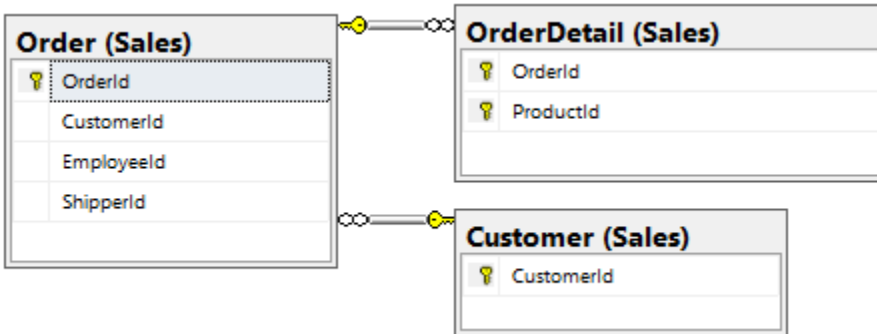 Order (Sales)
OrderId
CustomerId
EmployeeId
ShipperId
OrderDetail (Sales)
OrderId
ProductId
Customer (Sales)
CustomerId